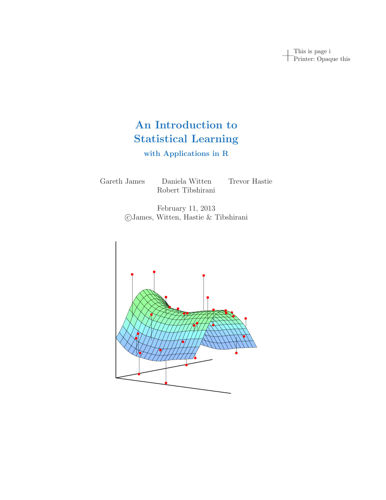 This is page i
Printer: Opaque this
An Introduction to
Statistical Learning
with Applications in R
Gareth James Daniela Witten Trevor Hastie
Robert Tibshirani
February 11, 2013
©James, Witten, Hastie & Tibshirani